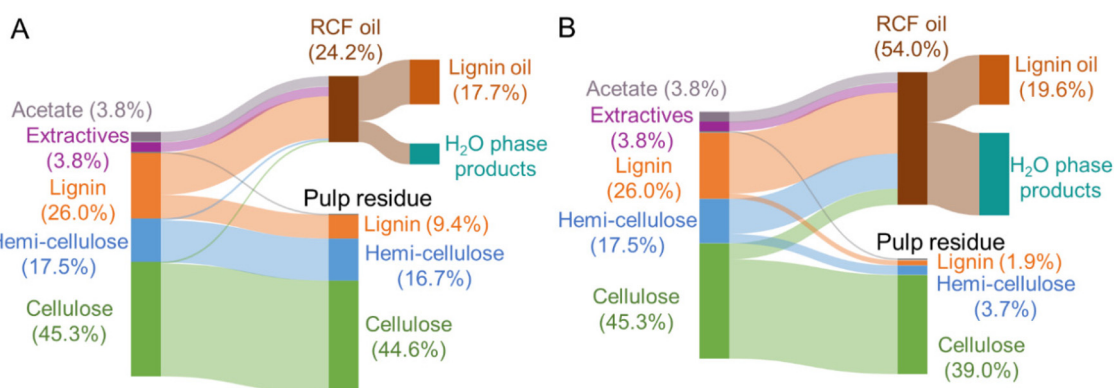 A
RCF oil
(24.2%)
Lignin oil
(17.7%)
Acetate (3.8%)
Extractives
(3.8%)
Lignin
(26.0%)
H₂O phase
products
Pulp residue
Lignin (9.4%)
Hemi-cellulose
(17.5%)
Hemi-cellulose
(16.7%)
Cellulose
(45.3%)
Cellulose
(44.6%)
B
RCF oil
(54.0%)
Lignin oil
(19.6%)
Acetate (3.8%)
Extractives
(3.8%)
Lignin
(26.0%)
H₂O phase
products
Hemi-cellulose
(17.5%)
Pulp residue
Lignin (1.9%)
Hemi-cellulose
(3.7%)
Cellulose
(45.3%)
Cellulose
(39.0%)